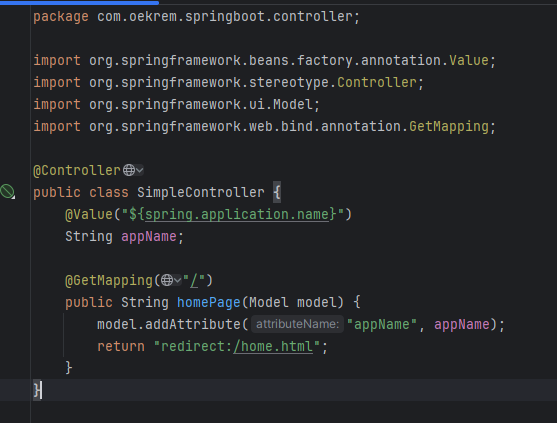 package com.oekrem.springboot.controller;
import org.springframework.beans.factory.annotation.Value;
import org.springframework.stereotype.Controller;
import org.springframework.ui.Model;
import org.springframework.web.bind.annotation.GetMapping;
@Controller
public class SimpleController {
@Value("${spring.application.name}")
String appName;
@GetMapping("/")
public String homePage(Model model) {
model.addAttribute( attributeName: "appName", appName);
return "redirect:/home.html";
}
}